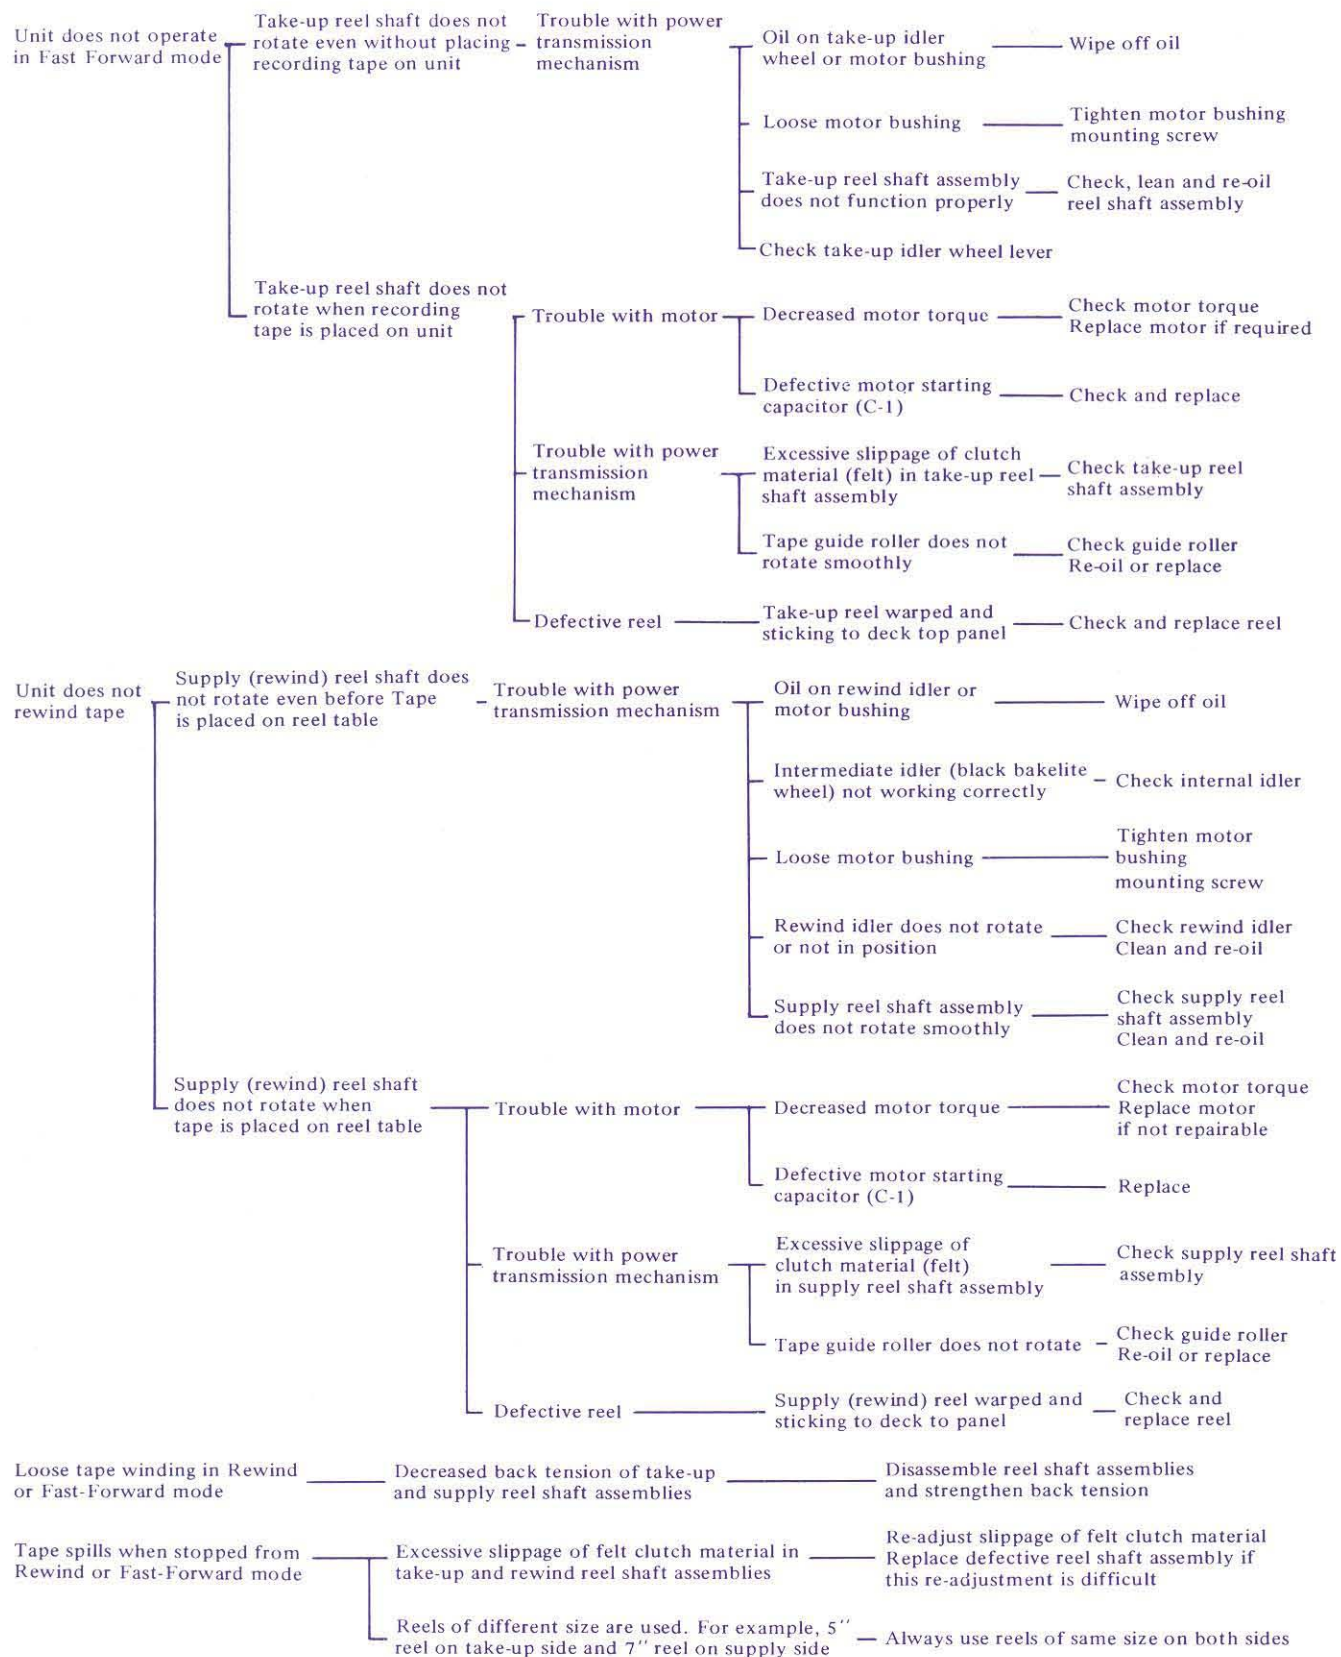 Unit does not operate
in Fast Forward mode
Take-up reel shaft does not
rotate even without placing
recording tape on unit
Trouble with power
transmission
mechanism
Oil on take-up idler
wheel or motor bushing
Wipe off oil
Loose motor bushing
Tighten motor bushing
mounting screw
Take-up reel shaft assembly
does not function properly
Check, lean and re-oil
reel shaft assembly
Check take-up idler wheel lever
Take-up reel shaft does not
rotate when recording
tape is placed on unit
Trouble with motor
Decreased motor torque
Check motor torque
Replace motor if required
Defective motor starting
capacitor (C-1)
Check and replace
Trouble with power
transmission
mechanism
Excessive slippage of clutch
material (felt) in take-up reel
shaft assembly
Check take-up reel
shaft assembly
Tape guide roller does not
rotate smoothly
Check guide roller
Re-oil or replace
Defective reel
Take-up reel warped and
sticking to deck top panel
Check and replace reel
Unit does not
rewind tape
Supply (rewind) reel shaft does
not rotate even before Tape
is placed on reel table
Trouble with power
transmission mechanism
Oil on rewind idler or
motor bushing
Wipe off oil
Intermediate idler (black bakelite
wheel) not working correctly
Check internal idler
Loose motor bushing
Tighten motor
bushing
mounting screw
Rewind idler does not rotate
or not in position
Check rewind idler
Clean and re-oil
Supply reel shaft assembly
does not rotate smoothly
Check supply reel
shaft assembly
Clean and re-oil
Supply (rewind) reel shaft
does not rotate when
tape is placed on reel table
Trouble with motor
Decreased motor torque
Check motor torque
Replace motor
if not repairable
Defective motor starting
capacitor (C-1)
Replace
Trouble with power
transmission mechanism
Excessive slippage of
clutch material (felt)
in supply reel shaft assembly
Check supply reel shaft
assembly
Tape guide roller does not rotate
Check guide roller
Re-oil or replace
Defective reel
Supply (rewind) reel warped and
sticking to deck to panel
Check and
replace reel
Loose tape winding in Rewind
or Fast-Forward mode
Decreased back tension of take-up
and supply reel shaft assemblies
Disassemble reel shaft assemblies
and strengthen back tension
Tape spills when stopped from
Rewind or Fast-Forward mode
Excessive slippage of felt clutch material in
take-up and rewind reel shaft assemblies
Re-adjust slippage of felt clutch material
Replace defective reel shaft assembly if
this re-adjustment is difficult
Reels of different size are used. For example, 5''
reel on take-up side and 7'' reel on supply side
Always use reels of same size on both sides